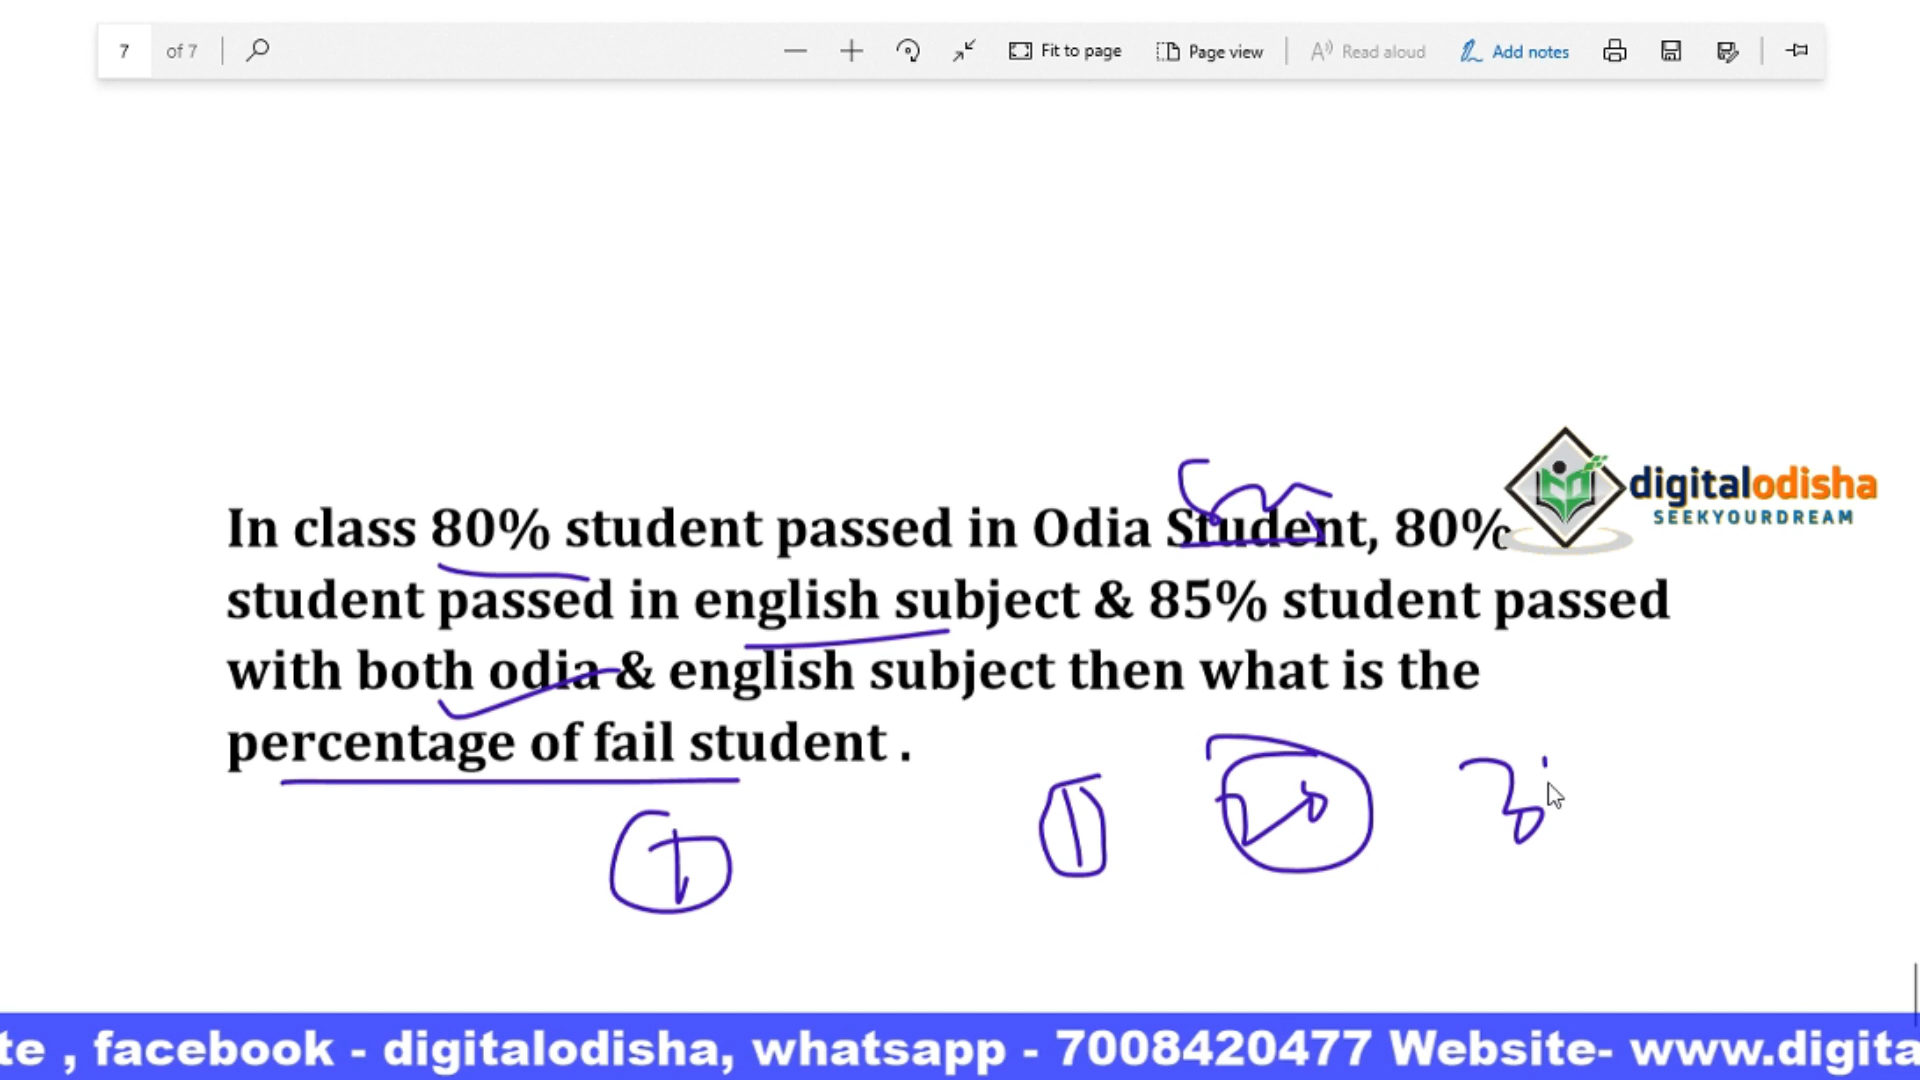 7 of 7 Fit to page Page view Read aloud Add notes
In class 80% student passed in Odia Student, 80%
digitalodisha
SEEKYOURDREAM
student passed in english subject & 85% student passed
with both odia & english subject then what is the
percentage of fail student .
te , facebook - digitalodisha, whatsapp - 7008420477 Website- www.digita